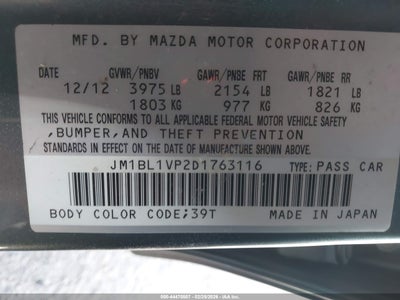 MFD. BY MAZDA MOTOR CORPORATION
DATE GVWR/PNBV GAWR/PNBE FRT GAWR/PNBE RR
12/12 3975 LB 2154 LB 1821 LB
1803 KG 977 KG 826 KG
THIS VEHICLE CONFORMS TO ALL APPLICABLE FEDERAL MOTOR VEHICLE SAFETY,
,BUMPER,AND THEFT PREVENTION
STANDARDS IN EFFECT ON THE DATE OF MANUFACTURE SHOWN ABOVE.
JM1BL1VP2D1763116 TYPE: PASS CAR
BODY COLOR CODE;39T MADE IN JAPAN